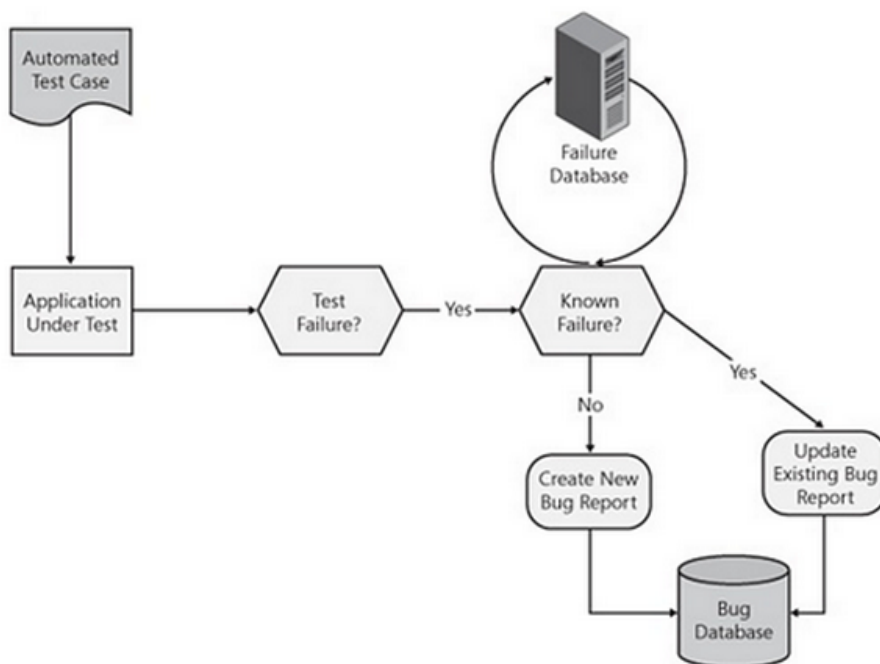 Automated
Test Case
Failure
Database
Application
Under Test
Test
Failure?
Yes
Known
Failure?
Yes
No
Update
Existing Bug
Report
Create New
Bug Report
Bug
Database